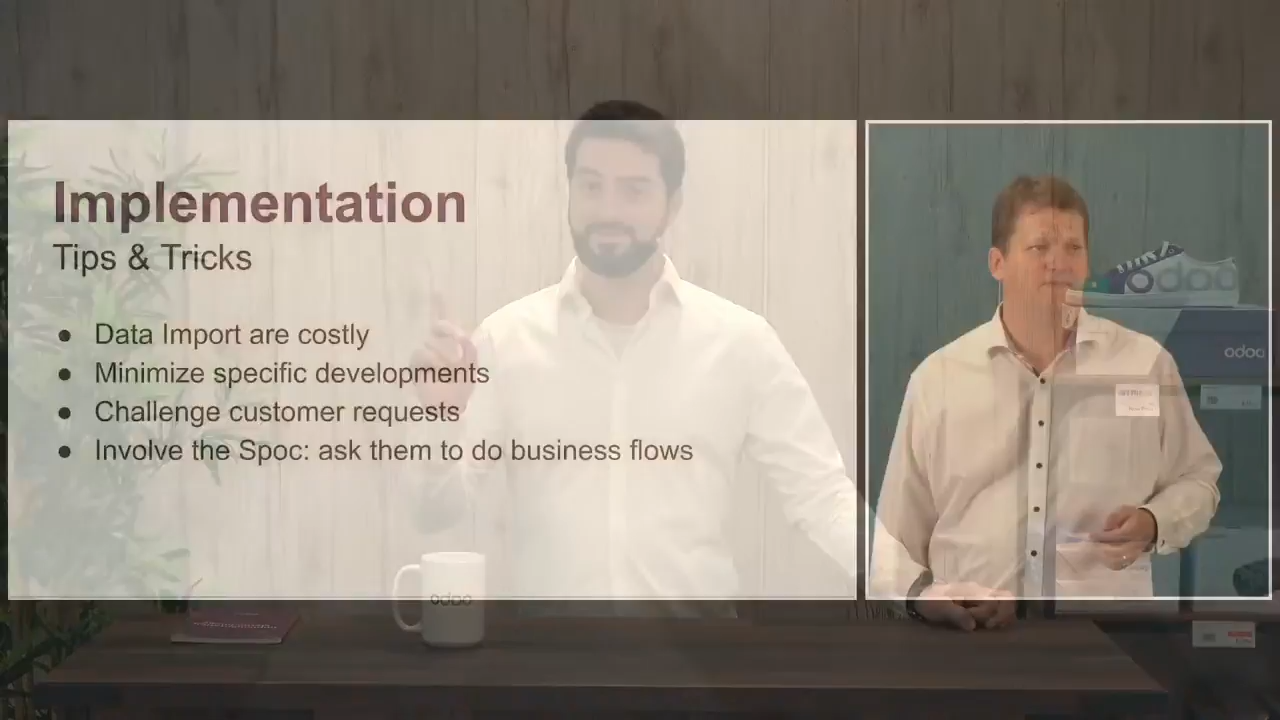 Implementation
Tips & Tricks
● Data Import are costly
● Minimize specific developments
● Challenge customer requests
● Involve the Spoc: ask them to do business flows
odoo
odoo
odoo